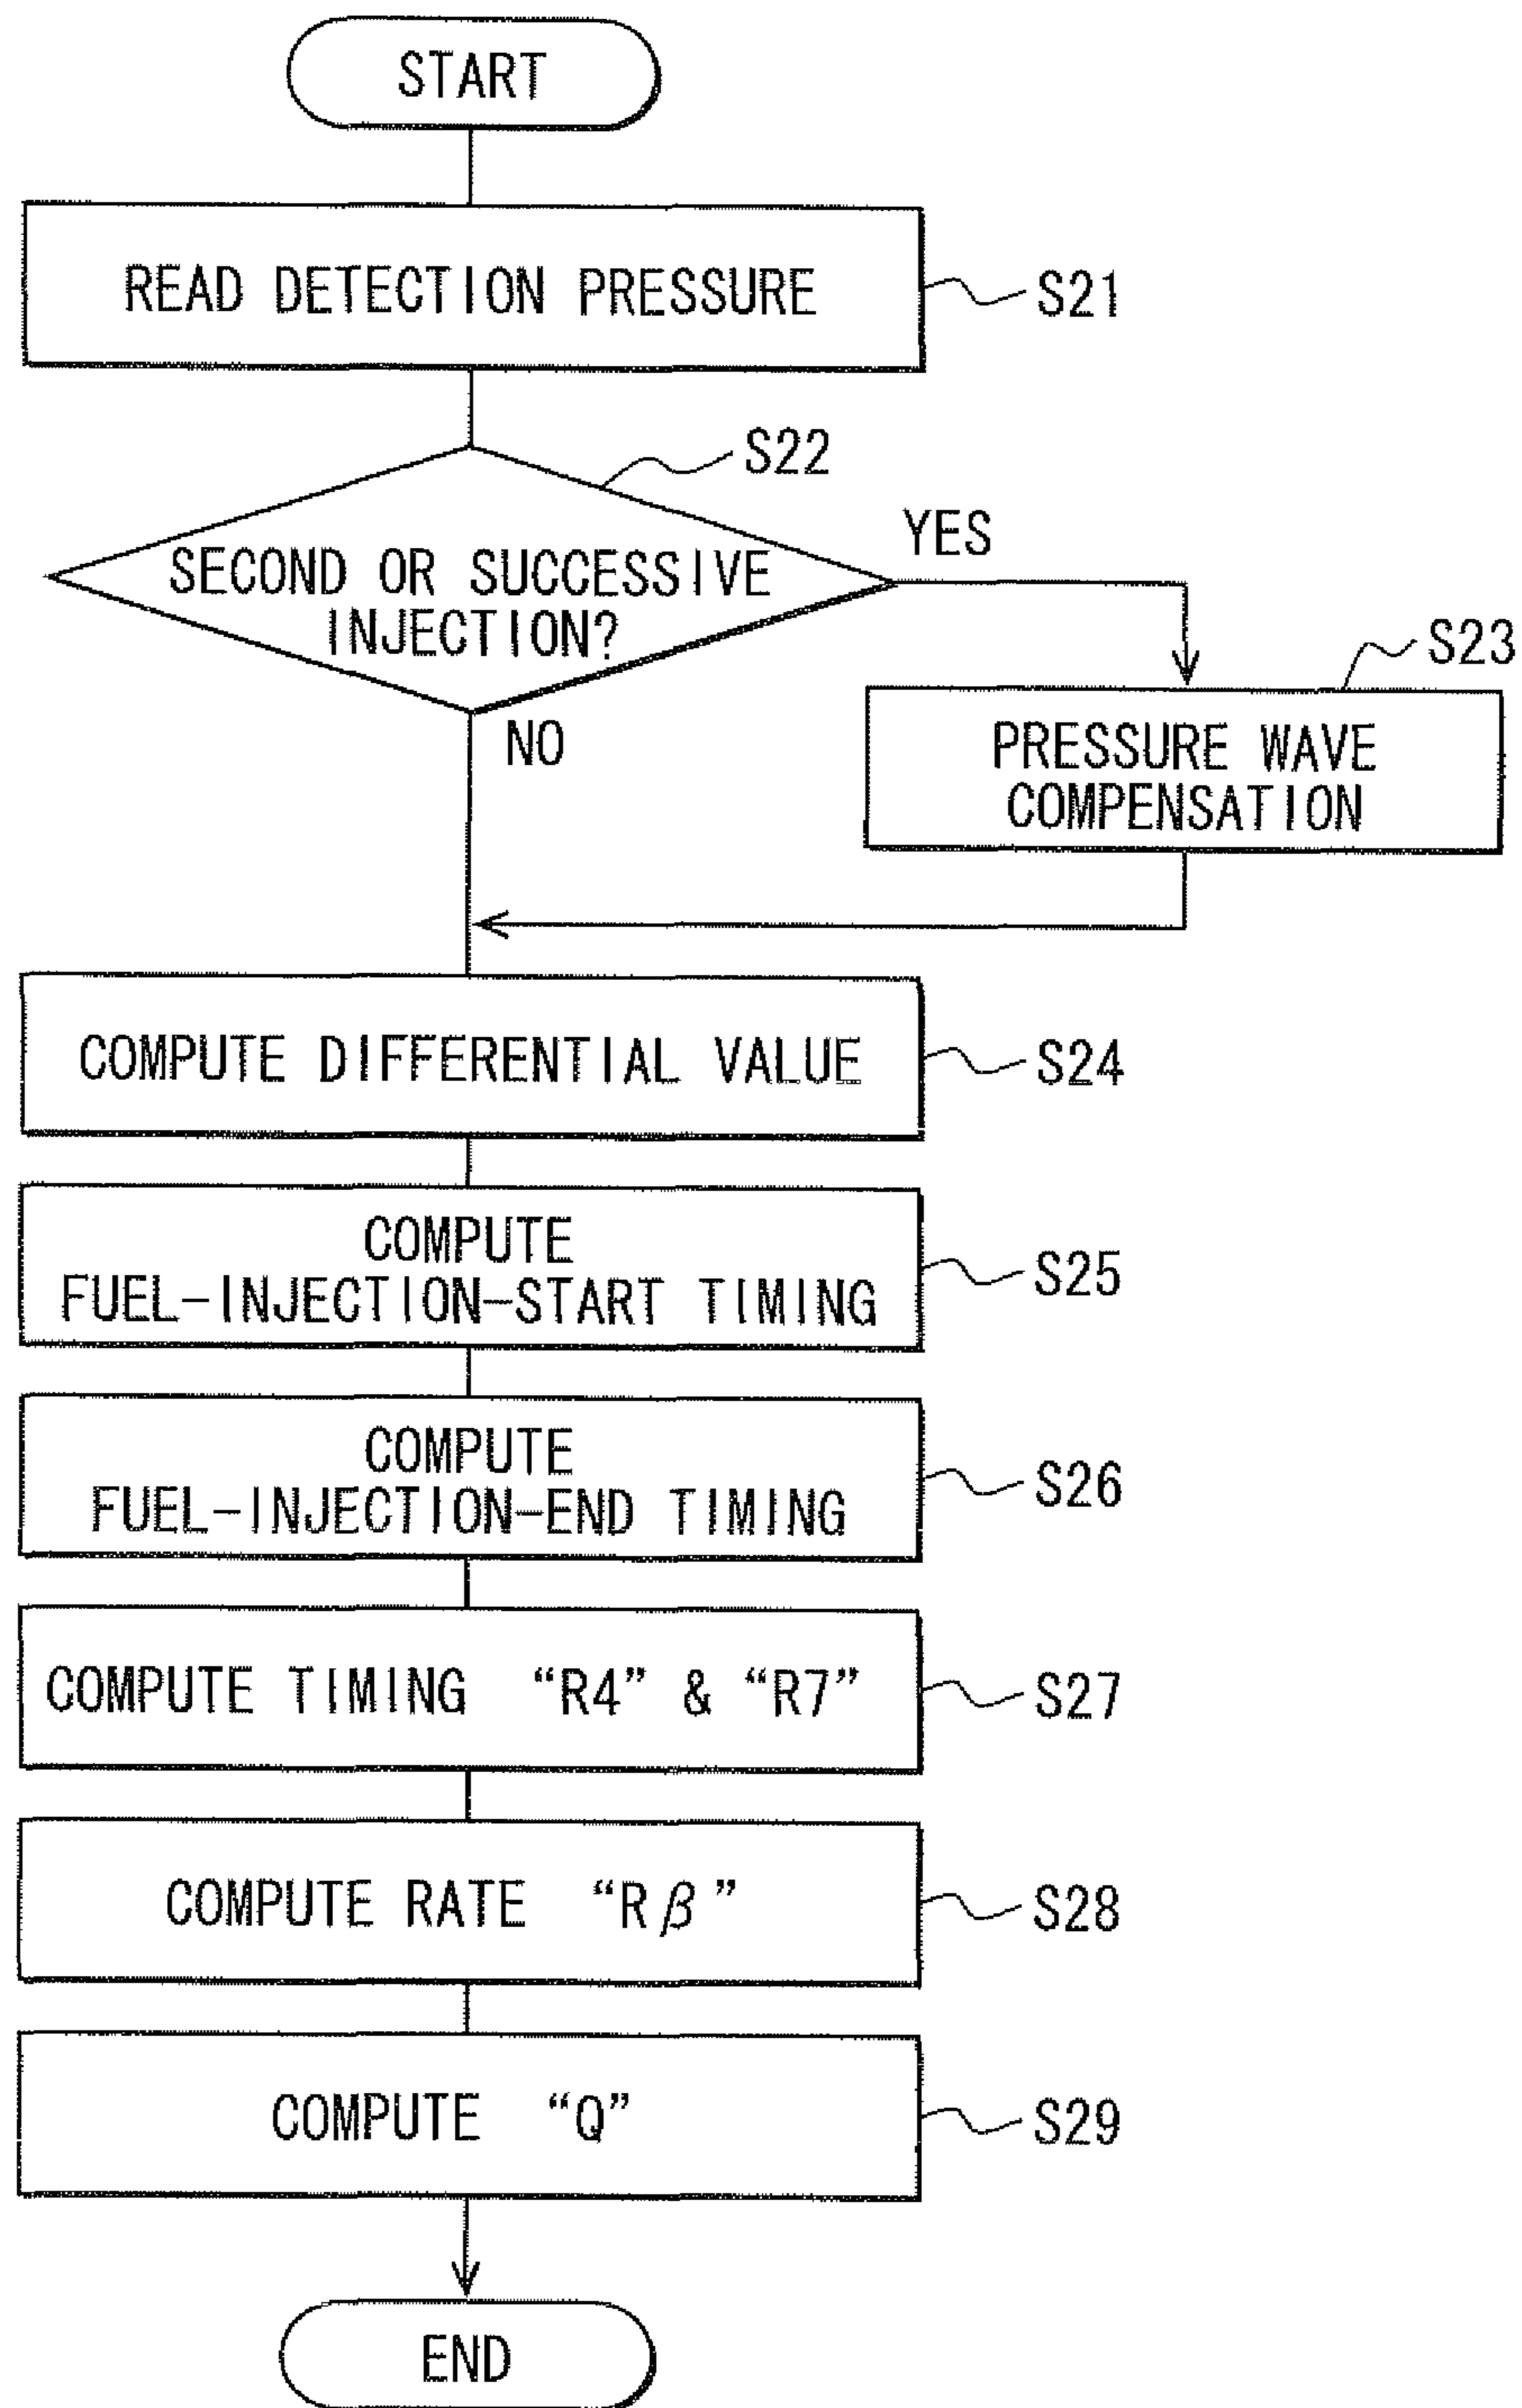 START
READ DETECTION PRESSURE
S21
S22
SECOND OR SUCCESSIVE
INJECTION?
YES
NO
S23
PRESSURE WAVE
COMPENSATION
COMPUTE DIFFERENTIAL VALUE
S24
COMPUTE
FUEL-INJECTION-START TIMING
S25
COMPUTE
FUEL-INJECTION-END TIMING
S26
COMPUTE TIMING “R4” & “R7”
S27
COMPUTE RATE “Rβ”
S28
COMPUTE “Q”
S29
END